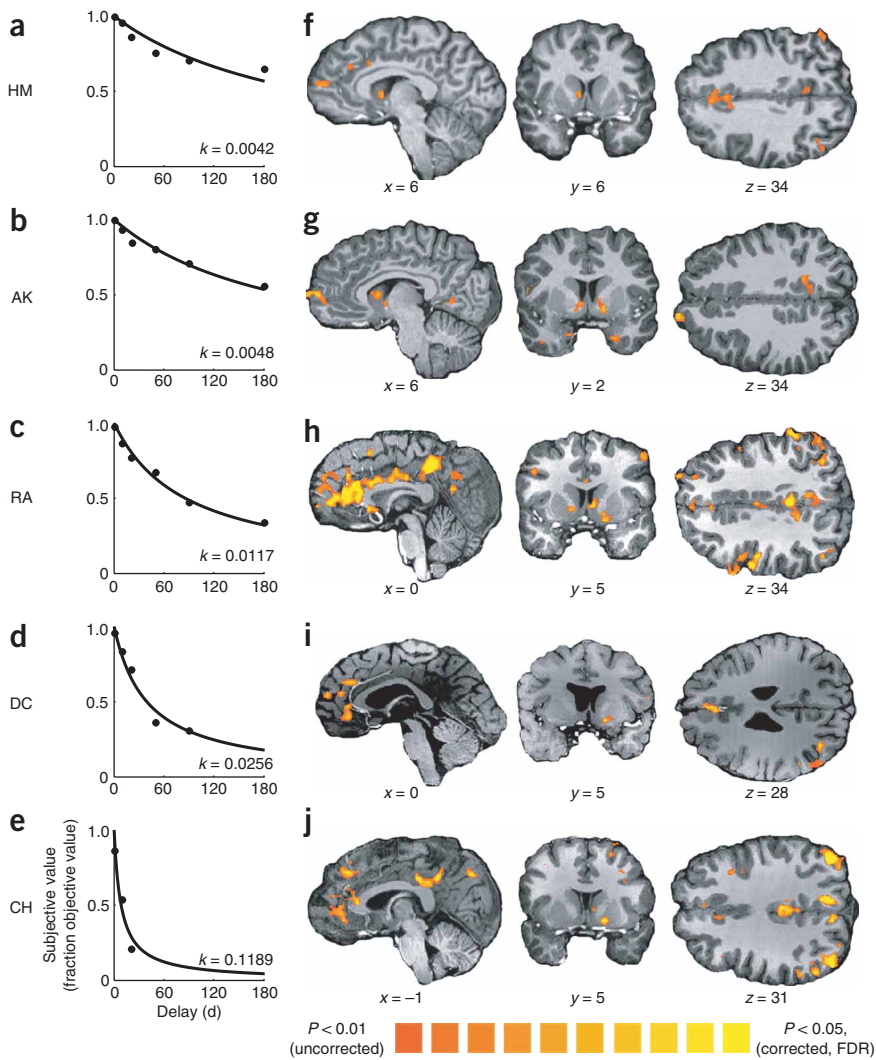 a
HM
1.0
0.5
0
0 60 120 180
k = 0.0042
f
x = 6
y = 6
z = 34
b
AK
1.0
0.5
0
0 60 120 180
k = 0.0048
g
x = 6
y = 2
z = 34
c
RA
1.0
0.5
0
0 60 120 180
k = 0.0117
h
x = 0
y = 5
z = 34
d
DC
1.0
0.5
0
0 60 120 180
k = 0.0256
i
x = 0
y = 5
z = 28
e
CH
Subjective value
(fraction objective value)
1.0
0.5
0
0 60 120 180
Delay (d)
k = 0.1189
j
x = –1
y = 5
z = 31
P < 0.01
(uncorrected)
P < 0.05,
(corrected, FDR)